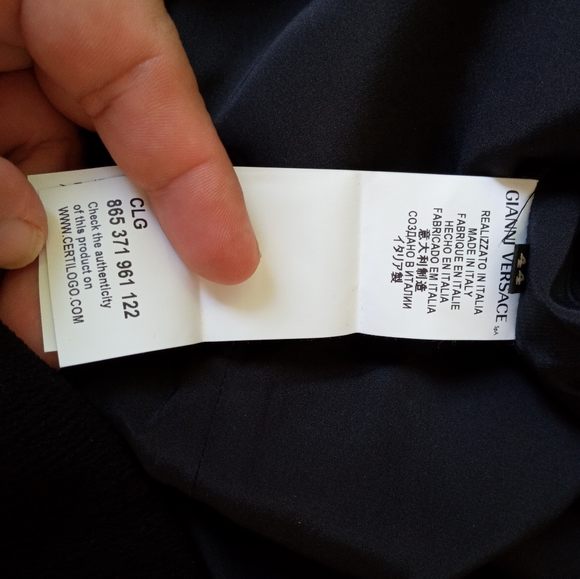 CLG
865 371 961 122
Check the authenticity
of this product on
WWW.CERTILOGO.COM
44
GIANNI VERSACE SpA
REALIZZATO IN ITALIA
MADE IN ITALY
FABRIQUE EN ITALIE
HECHO EN ITALIA
FABRICADO EM ITALIA
意大利制造
СОЗДАНО В ИТАЛИИ
イタリア製